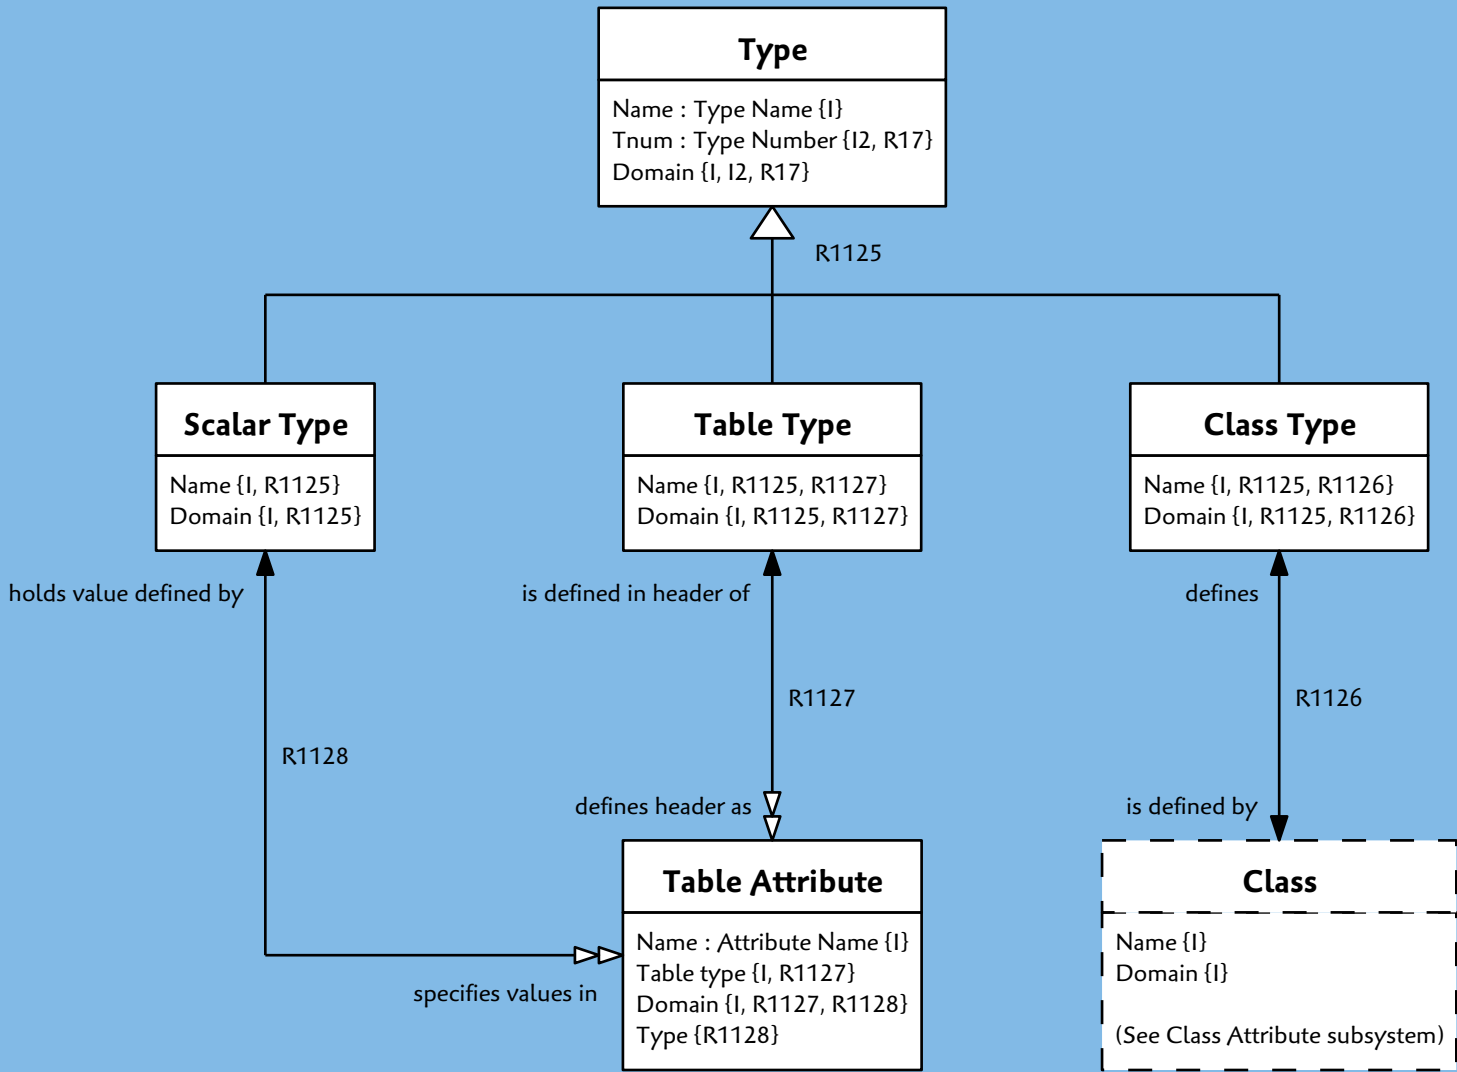 Type
Name : Type Name {I}
Tnum : Type Number {I2, R17}
Domain {I, I2, R17}
R1125
Scalar Type
Name {I, R1125}
Domain {I, R1125}
Table Type
Name {I, R1125, R1127}
Domain {I, R1125, R1127}
Class Type
Name {I, R1125, R1126}
Domain {I, R1125, R1126}
holds value defined by
is defined in header of
defines
R1127
R1126
R1128
defines header as
is defined by
Table Attribute
Name : Attribute Name {I}
Table type {I, R1127}
Domain {I, R1127, R1128}
Type {R1128}
specifies values in
Class
Name {I}
Domain {I}
(See Class Attribute subsystem)